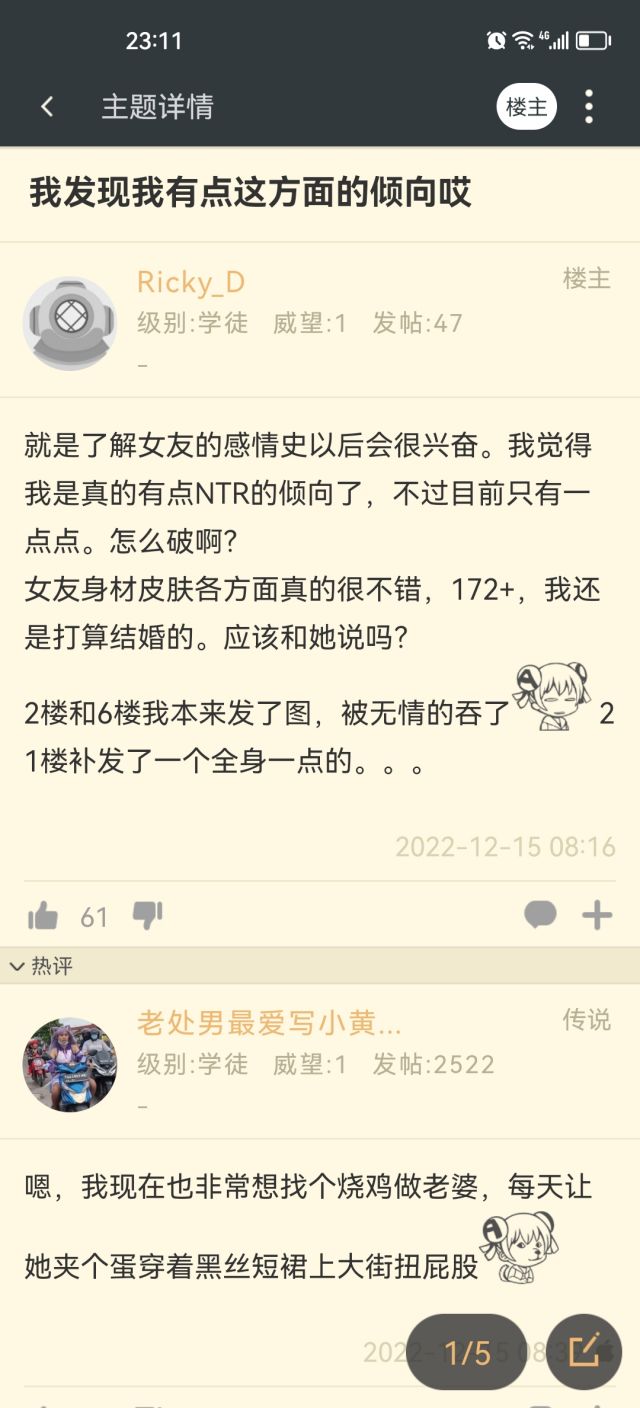 23:11
4G
主题详情
楼主
我发现我有点这方面的倾向哎
Ricky_D
楼主
级别:学徒 威望:1 发帖:47
-
就是了解女友的感情史以后会很兴奋。我觉得
我是真的有点NTR的倾向了，不过目前只有一
点点。怎么破啊？
女友身材皮肤各方面真的很不错，172+，我还
是打算结婚的。应该和她说吗？
2楼和6楼我本来发了图，被无情的吞了 2
1楼补发了一个全身一点的。。。
2022-12-15 08:16
61
热评
老处男最爱写小黄...
传说
级别:学徒 威望:1 发帖:2522
-
嗯，我现在也非常想找个烧鸡做老婆，每天让
她夹个蛋穿着黑丝短裙上大街扭屁股
1/5